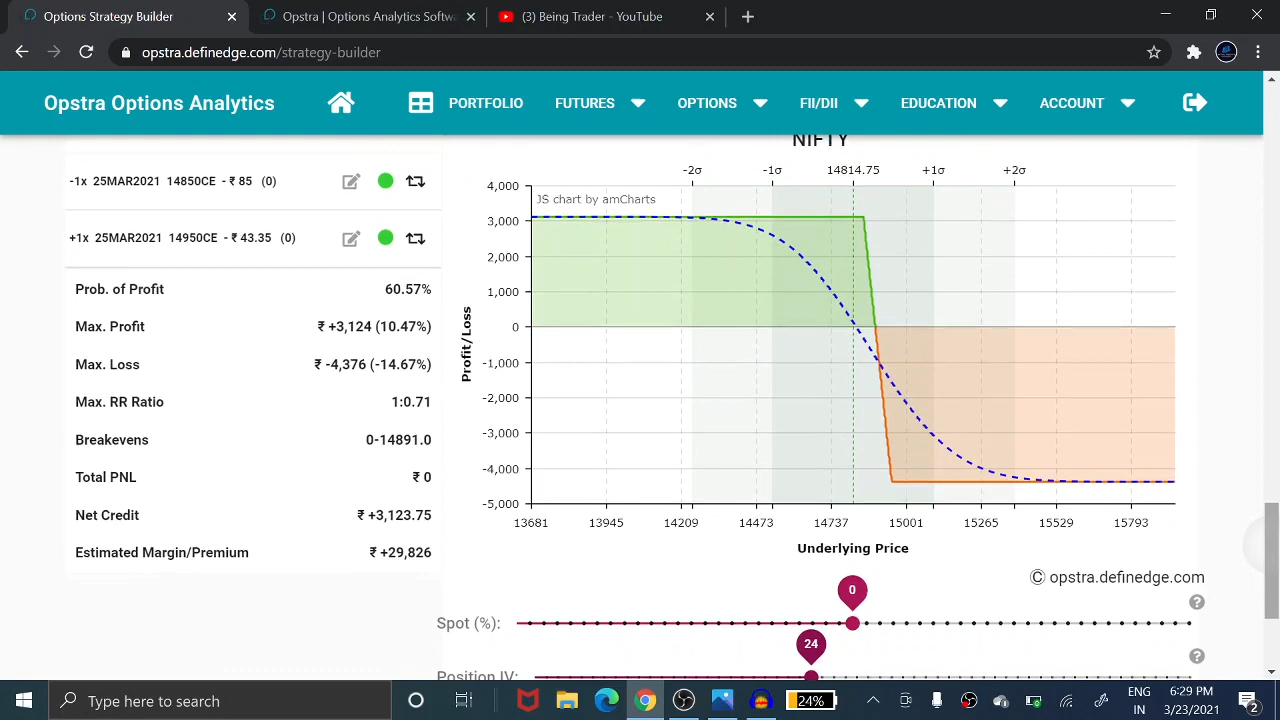 Options Strategy Builder
Opstra | Options Analytics Softw
(3) Being Trader - YouTube
opstra.definedge.com/strategy-builder
Opstra Options Analytics
PORTFOLIO
FUTURES
OPTIONS
FII/DII
EDUCATION
ACCOUNT
-1x 25MAR2021 14850CE - ₹ 85 (0)
+1x 25MAR2021 14950CE - ₹ 43.35 (0)
Prob. of Profit 60.57%
Max. Profit ₹ +3,124 (10.47%)
Max. Loss ₹ -4,376 (-14.67%)
Max. RR Ratio 1:0.71
Breakevens 0-14891.0
Total PNL ₹ 0
Net Credit ₹ +3,123.75
Estimated Margin/Premium ₹ +29,826
NIFTY
-2σ -1σ 14814.75 +1σ +2σ
JS chart by amCharts
Profit/Loss
4,000
3,000
2,000
1,000
0
-1,000
-2,000
-3,000
-4,000
-5,000
13681 13945 14209 14473 14737 15001 15265 15529 15793
Underlying Price
© opstra.definedge.com
0
Spot (%):
24
Position IV:
Type here to search
24%
ENG
IN
6:29 PM
3/23/2021
2